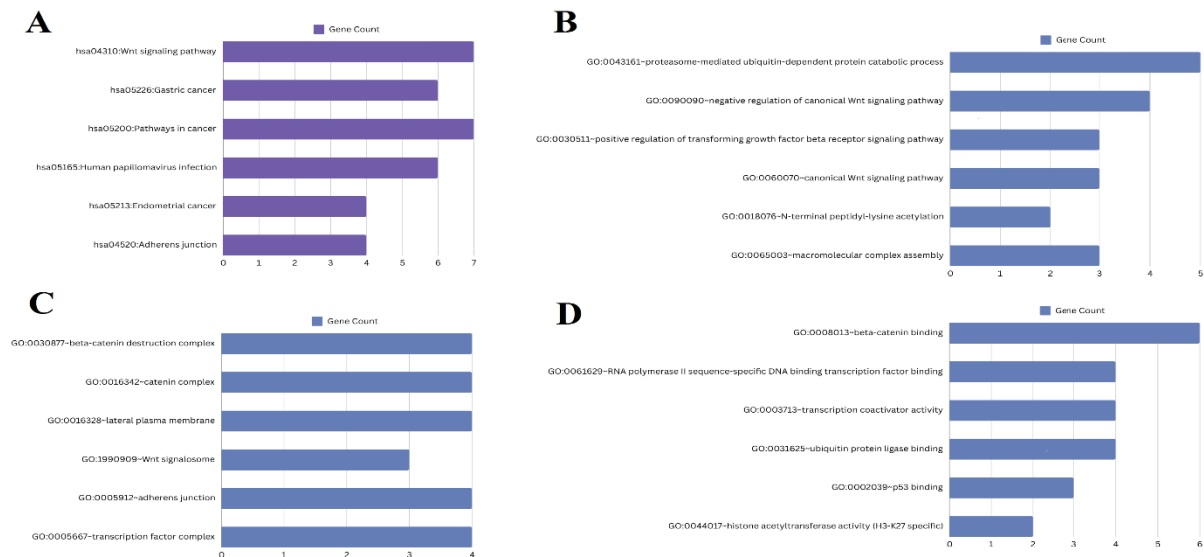 A
Gene Count
hsa04310:Wnt signaling pathway
hsa05226:Gastric cancer
hsa05200:Pathways in cancer
hsa05165:Human papillomavirus infection
hsa05213:Endometrial cancer
hsa04520:Adherens junction
0 1 2 3 4 5 6 7
B
Gene Count
GO:0043161~proteasome-mediated ubiquitin-dependent protein catabolic process
GO:0090090~negative regulation of canonical Wnt signaling pathway
GO:0030511~positive regulation of transforming growth factor beta receptor signaling pathway
GO:0060070~canonical Wnt signaling pathway
GO:0018076~N-terminal peptidyl-lysine acetylation
GO:0065003~macromolecular complex assembly
0 1 2 3 4 5
C
Gene Count
GO:0030877~beta-catenin destruction complex
GO:0016342~catenin complex
GO:0016328~lateral plasma membrane
GO:1990909~Wnt signalosome
GO:0005912~adherens junction
GO:0005667~transcription factor complex
0 1 2 3 4
D
Gene Count
GO:0008013~beta-catenin binding
GO:0061629~RNA polymerase II sequence-specific DNA binding transcription factor binding
GO:0003713~transcription coactivator activity
GO:0031625~ubiquitin protein ligase binding
GO:0002039~p53 binding
GO:0044017~histone acetyltransferase activity (H3-K27 specific)
0 1 2 3 4 5 6